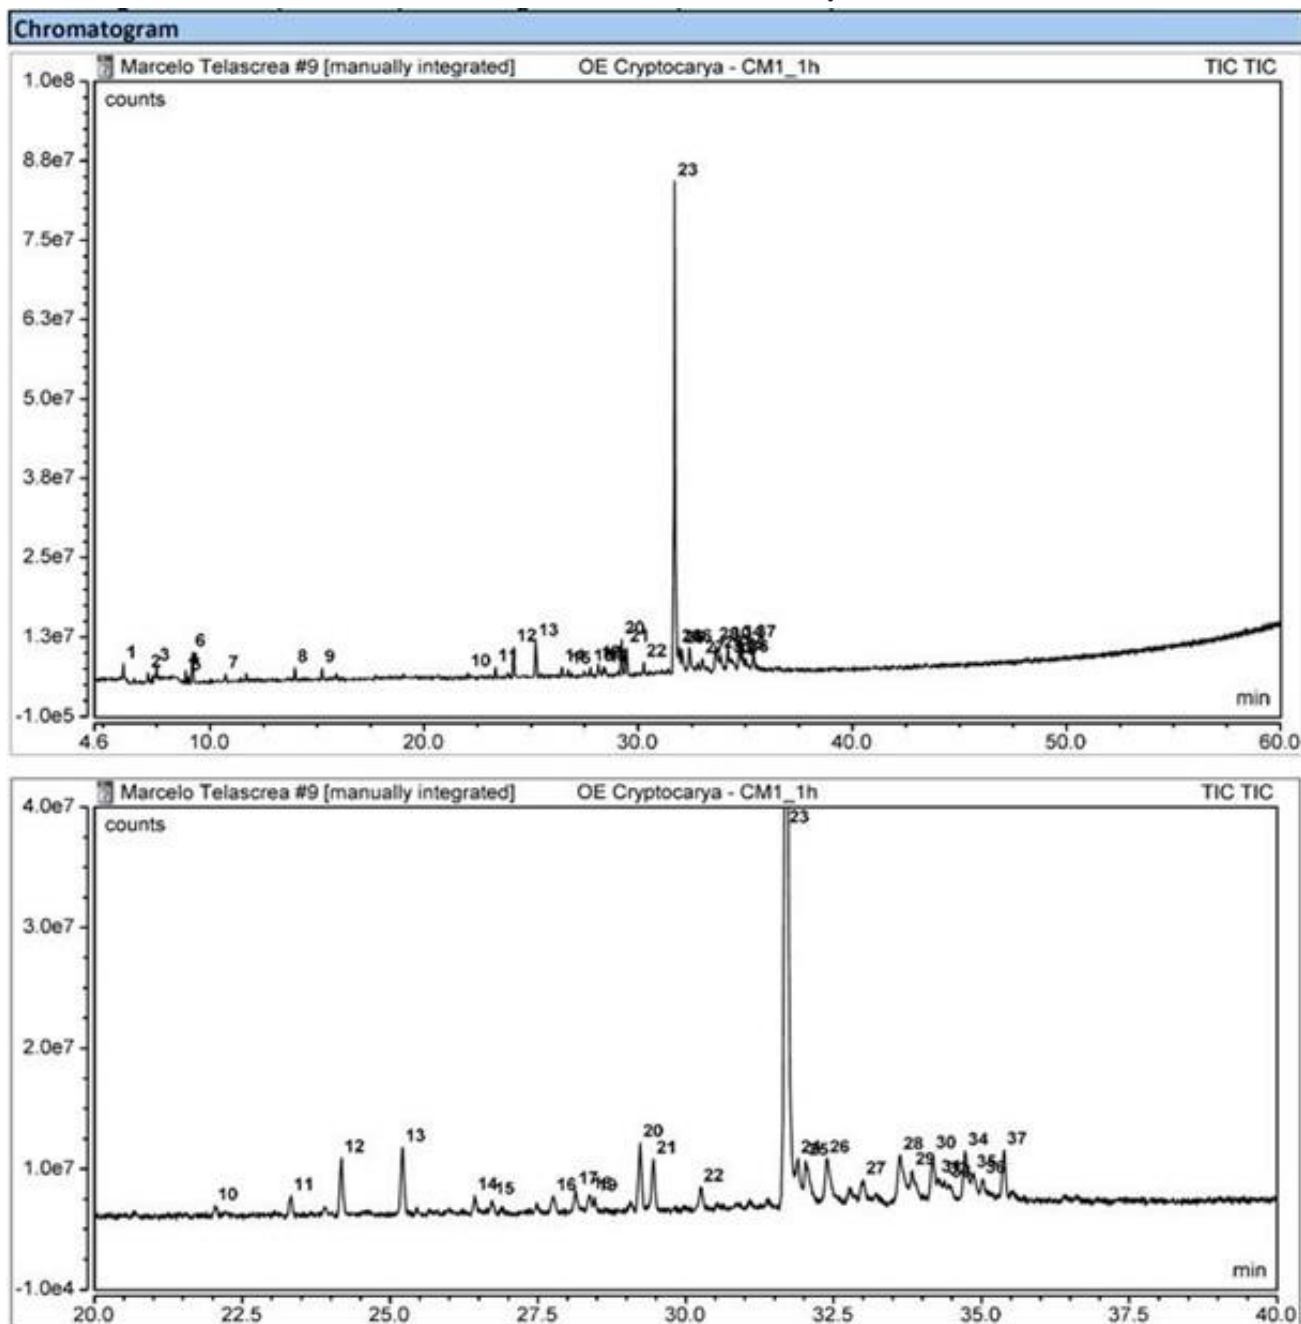 Chromatogram
Marcelo Telascrea #9 [manually integrated] OE Cryptocarya - CM1_1h TIC TIC
1.0e8
counts
8.8e7
23
7.5e7
6.3e7
5.0e7
3.8e7
2.5e7
1.3e7
1 2 3 6 7 8 9 10 11 12 13 20 21 22
min
-1.0e5
4.6 10.0 20.0 30.0 40.0 50.0 60.0
Marcelo Telascrea #9 [manually integrated] OE Cryptocarya - CM1_1h TIC TIC
4.0e7
counts
23
3.0e7
2.0e7
1.0e7
10 11 12 13 14 15 16 17 19 20 21 22 26 27 28 29 30 34 37
min
-1.0e4
20.0 22.5 25.0 27.5 30.0 32.5 35.0 37.5 40.0